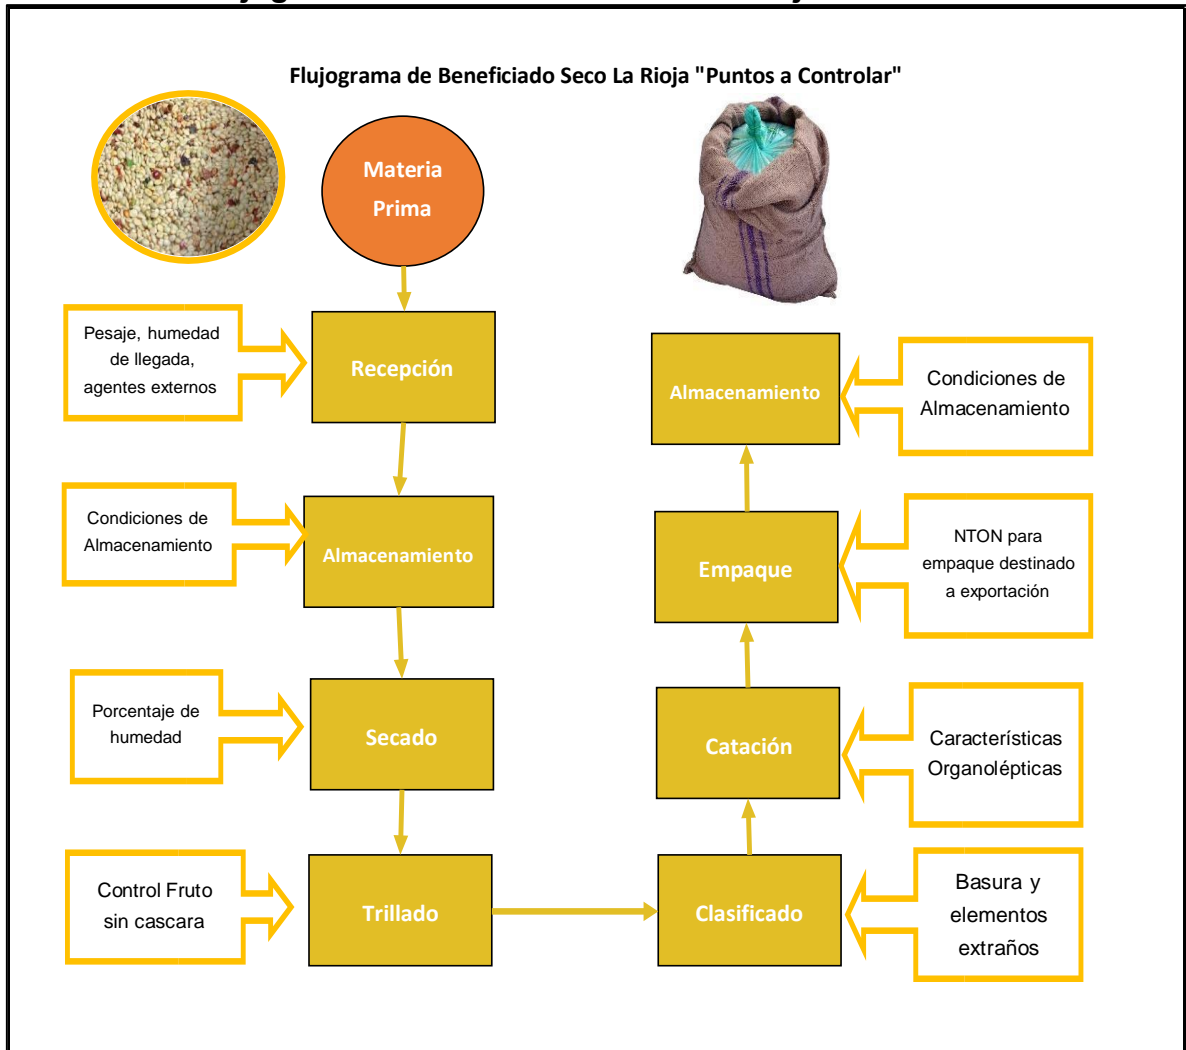 Flujograma de Beneficiado Seco La Rioja "Puntos a Controlar"
Materia
Prima
Pesaje, humedad
de llegada,
agentes externos
Recepción
Condiciones de
Almacenamiento
Almacenamiento
Porcentaje de
humedad
Secado
Control Fruto
sin cascara
Trillado
Clasificado
Basura y
elementos
extraños
Catación
Características
Organolépticas
Empaque
NTON para
empaque destinado
a exportación
Almacenamiento
Condiciones de
Almacenamiento